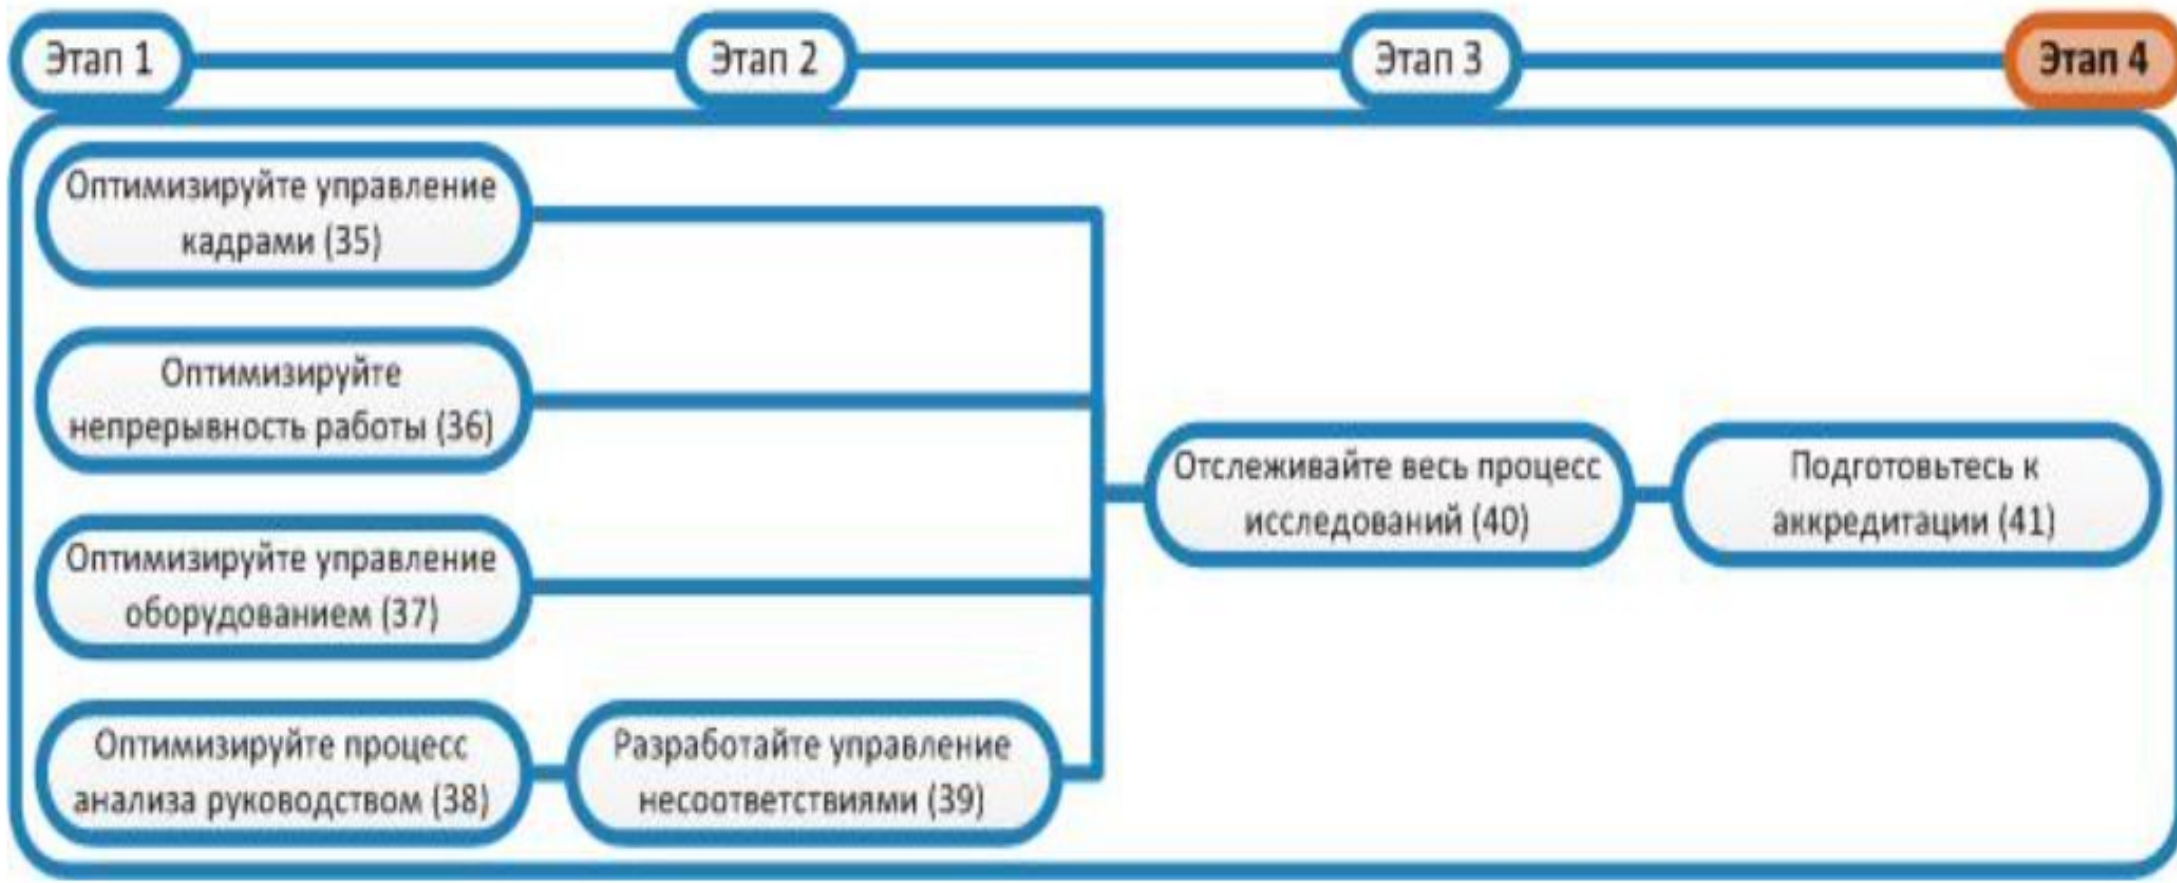 Этап 1
Этап 2
Этап 3
Этап 4
Оптимизируйте управление
кадрами (35)
Оптимизируйте
непрерывность работы (36)
Оптимизируйте управление
оборудованием (37)
Оптимизируйте процесс
анализа руководством (38)
Разработайте управление
несоответствиями (39)
Отслеживайте весь процесс
исследований (40)
Подготовьтесь к
аккредитации (41)